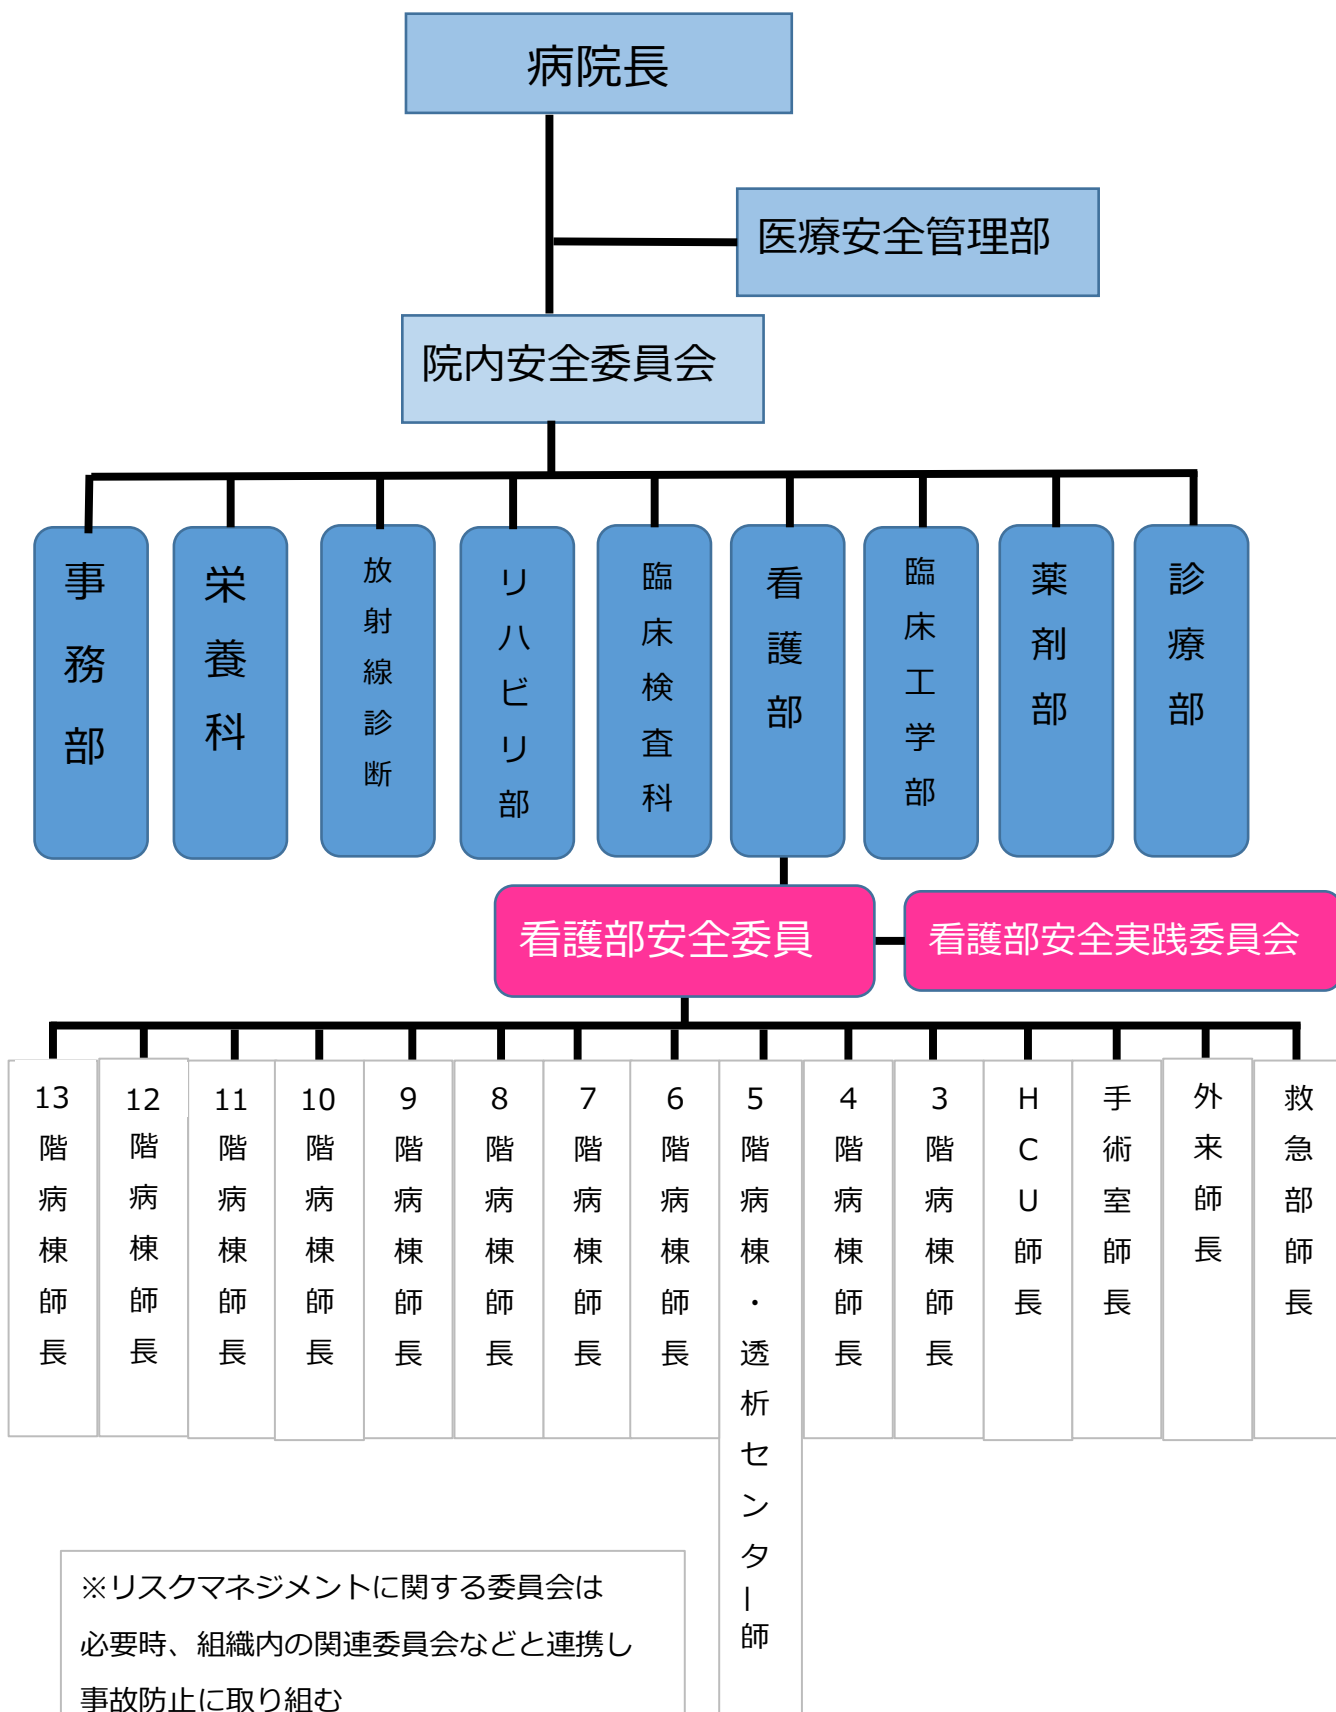 病院長
医療安全管理部
院内安全委員会
事務部
栄養科
放射線診断
リハビリ部
臨床検査科
看護部
臨床工学部
薬剤部
診療部
看護部安全委員
看護部安全実践委員会
13階病棟師長
12階病棟師長
11階病棟師長
10階病棟師長
9階病棟師長
8階病棟師長
7階病棟師長
6階病棟師長
5階病棟・透析センター師
4階病棟師長
3階病棟師長
HCU師長
手術室師長
外来師長
救急部師長
※リスクマネジメントに関する委員会は
必要時、組織内の関連委員会などと連携し
事故防止に取り組む